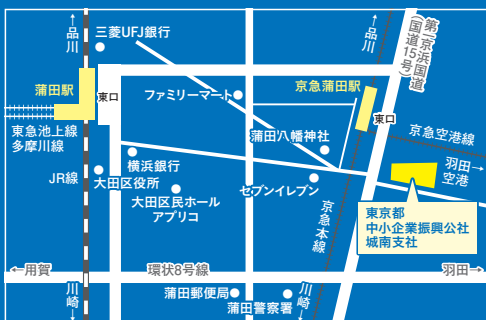 ←品川
三菱UFJ銀行
←品川
第一京浜国道
(国道15号)
蒲田駅
東口
ファミリーマート
京急蒲田駅
東口
東急池上線
多摩川線
京急空港線
蒲田八幡神社
羽田→
空港
横浜銀行
JR線
大田区役所
セブンイレブン
大田区民ホール
アプリコ
京急本線
東京都
中小企業振興公社
城南支社
←用賀
環状8号線
羽田→
川崎→
蒲田郵便局
蒲田警察署
川崎→